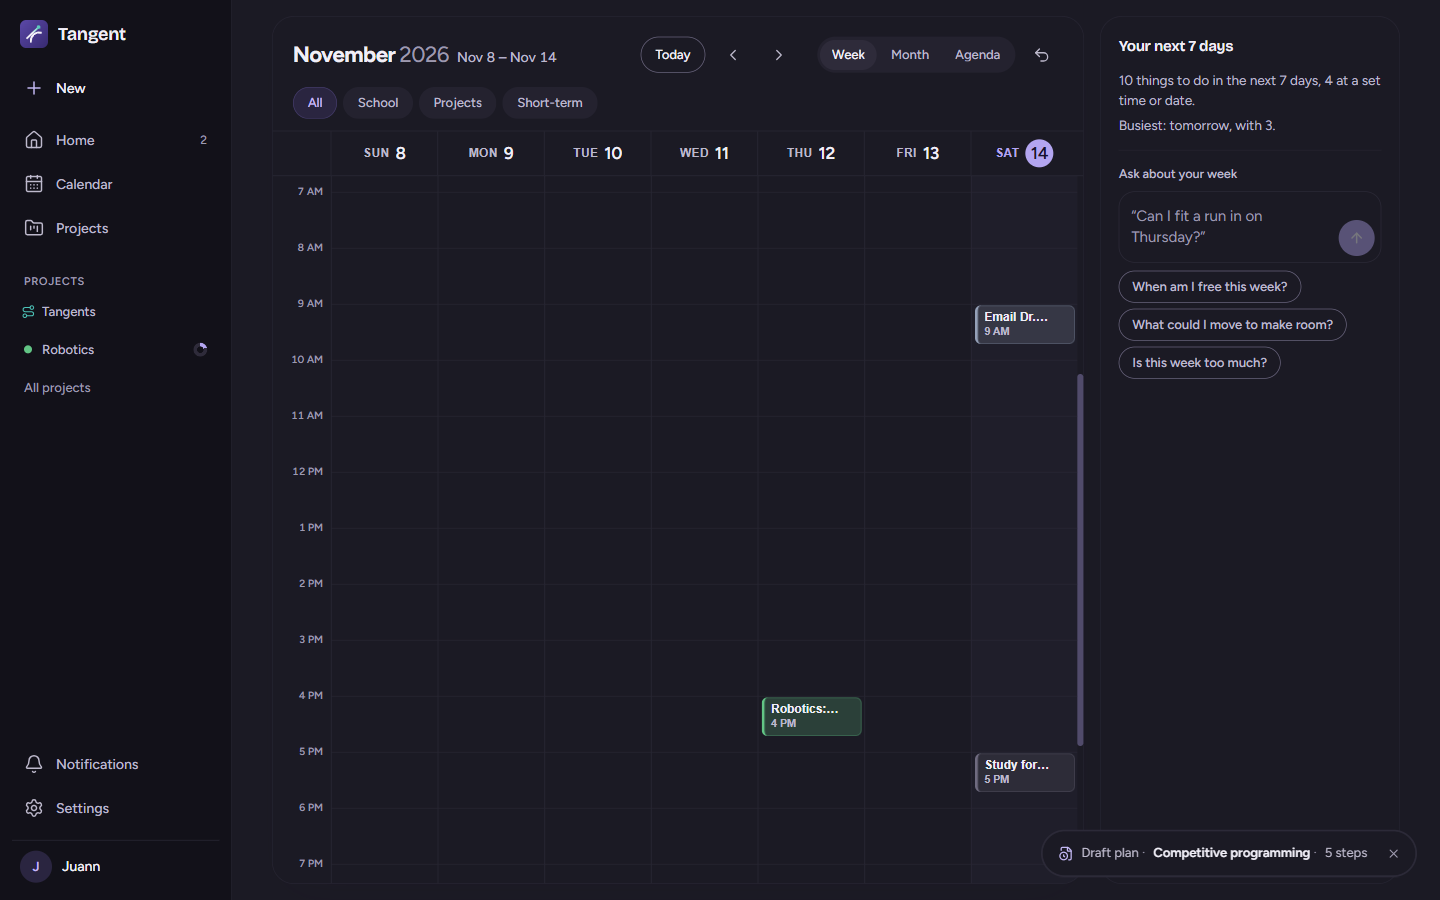 Tangent
New
Home 2
Calendar
Projects
PROJECTS
Tangents
Robotics
All projects
Notifications
Settings
J Juann
November 2026 Nov 8 – Nov 14
Today
Week Month Agenda
All School Projects Short-term
SUN 8 MON 9 TUE 10 WED 11 THU 12 FRI 13 SAT 14
7 AM
8 AM
9 AM
Email Dr.…
9 AM
10 AM
11 AM
12 PM
1 PM
2 PM
3 PM
4 PM
Robotics:…
4 PM
5 PM
Study for…
5 PM
6 PM
7 PM
Your next 7 days
10 things to do in the next 7 days, 4 at a set
time or date.
Busiest: tomorrow, with 3.
Ask about your week
“Can I fit a run in on
Thursday?”
When am I free this week?
What could I move to make room?
Is this week too much?
Draft plan · Competitive programming · 5 steps